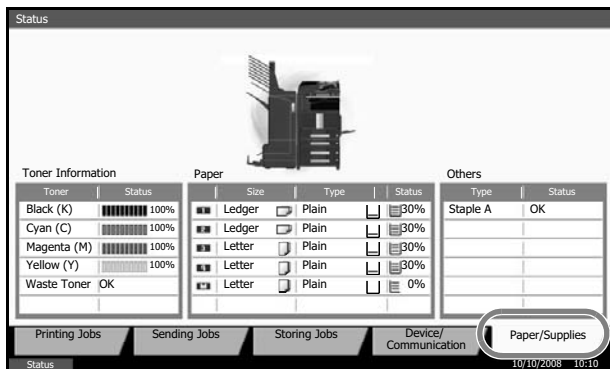 Status
Toner Information
Paper
Others
Toner Status
Size Type Status
Type Status
Black (K) 100%
Ledger Plain 30%
Staple A OK
Cyan (C) 100%
Ledger Plain 30%
Magenta (M) 100%
Letter Plain 30%
Yellow (Y) 100%
Letter Plain 30%
Waste Toner OK
Letter Plain 0%
Printing Jobs
Sending Jobs
Storing Jobs
Device/
Communication
Paper/Supplies
Status
10/10/2008 10:10